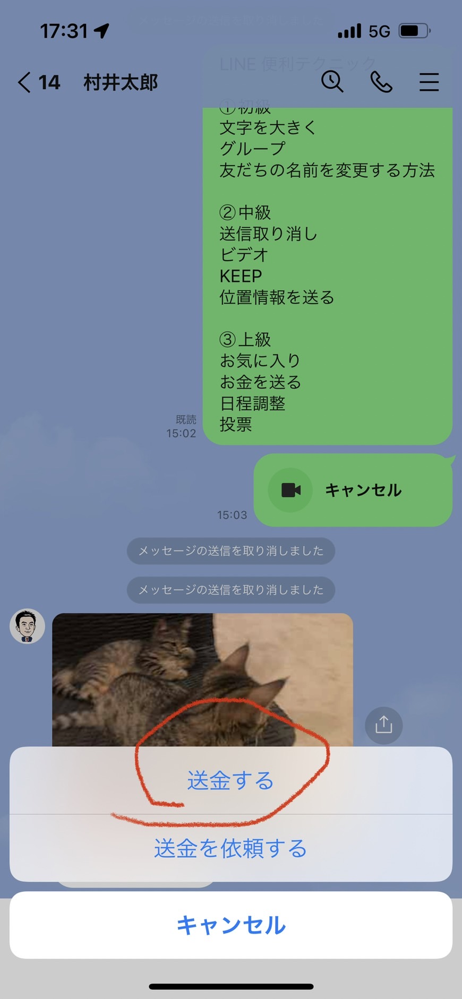 メッセージの送信を取り消しました
17:31
5G
14 村井太郎
LINE 便利テクニック
①初級
文字を大きく
グループ
友だちの名前を変更する方法
②中級
送信取り消し
ビデオ
KEEP
位置情報を送る
③上級
お気に入り
お金を送る
日程調整
投票
既読
15:02
キャンセル
15:03
メッセージの送信を取り消しました
メッセージの送信を取り消しました
送金する
送金を依頼する
キャンセル